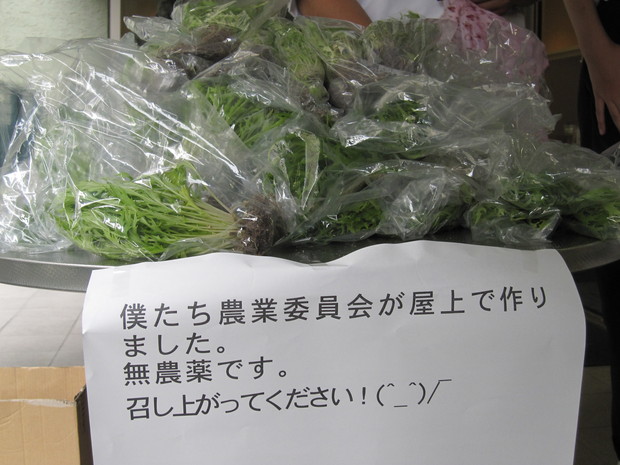 僕たち農業委員会が屋上で作り
ました。
無農薬です。
召し上がってください！(^_^)/‾